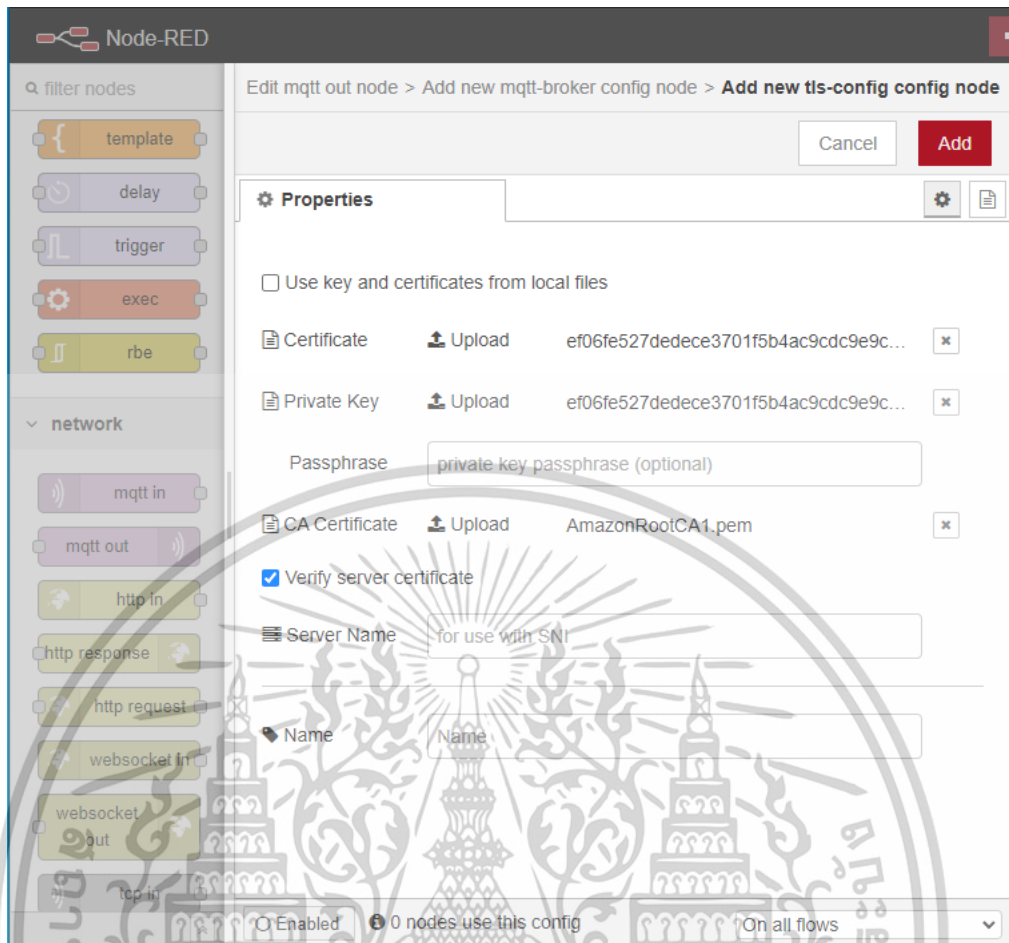 Node-RED
filter nodes
Edit mqtt out node > Add new mqtt-broker config node > Add new tls-config config node
Cancel
Add
template
delay
trigger
exec
rbe
network
mqtt in
mqtt out
http in
http response
http request
websocket in
websocket
out
tcp in
Properties
Use key and certificates from local files
Certificate Upload ef06fe527dedece3701f5b4ac9cdc9e9c...
Private Key Upload ef06fe527dedece3701f5b4ac9cdc9e9c...
Passphrase private key passphrase (optional)
CA Certificate Upload AmazonRootCA1.pem
Verify server certificate
Server Name for use with SNI
Name Name
Enabled 0 nodes use this config On all flows